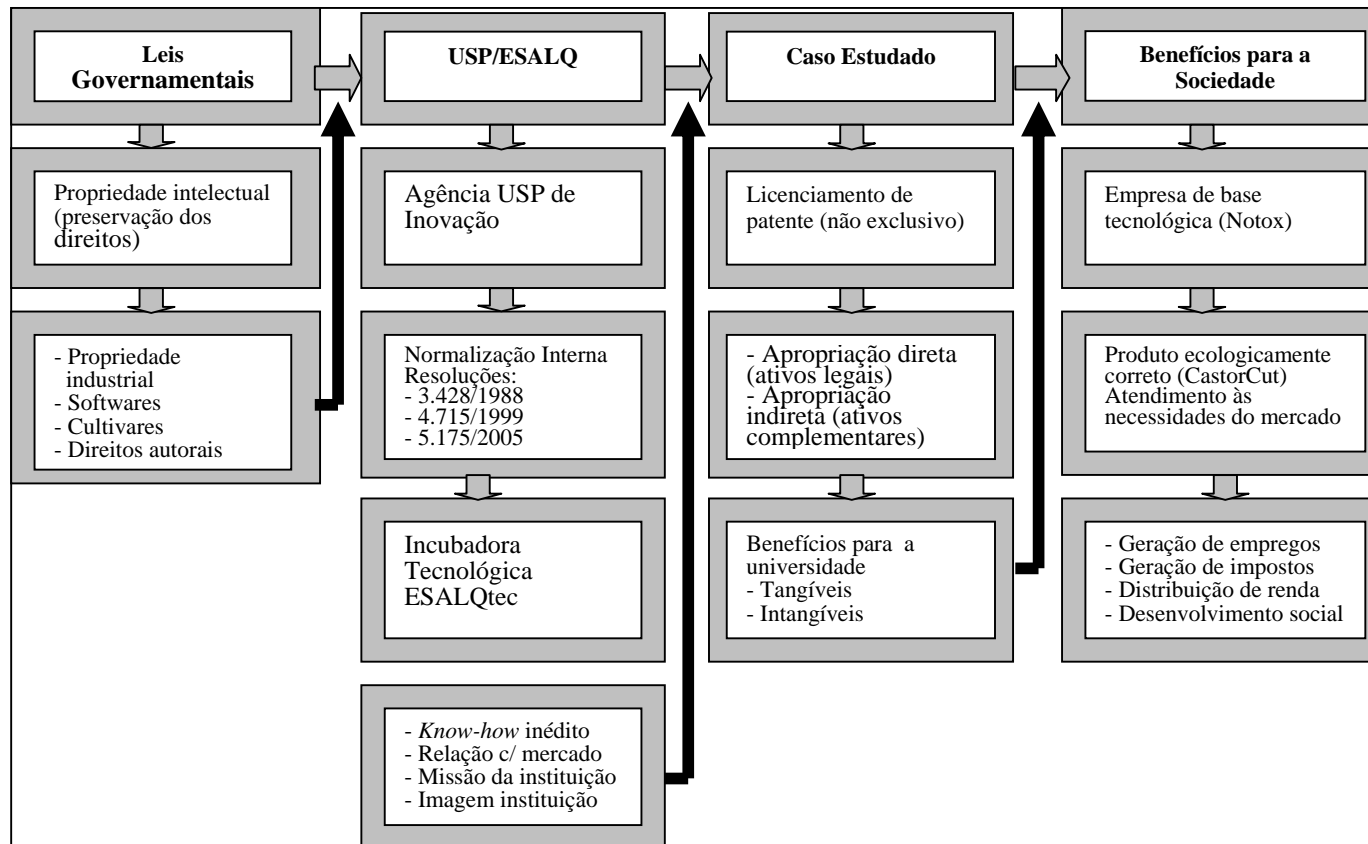 Leis
Governamentais
Propriedade intelectual
(preservação dos
direitos)
- Propriedade
industrial
- Softwares
- Cultivares
- Direitos autorais
USP/ESALQ
Agência USP de
Inovação
Normalização Interna
Resoluções:
- 3.428/1988
- 4.715/1999
- 5.175/2005
Incubadora
Tecnológica
ESALQtec
- Know-how inédito
- Relação c/ mercado
- Missão da instituição
- Imagem instituição
Caso Estudado
Licenciamento de
patente (não exclusivo)
- Apropriação direta
(ativos legais)
- Apropriação
indireta (ativos
complementares)
Benefícios para a
universidade
- Tangíveis
- Intangíveis
Benefícios para a
Sociedade
Empresa de base
tecnológica (Notox)
Produto ecologicamente
correto (CastorCut)
Atendimento às
necessidades do mercado
- Geração de empregos
- Geração de impostos
- Distribuição de renda
- Desenvolvimento social